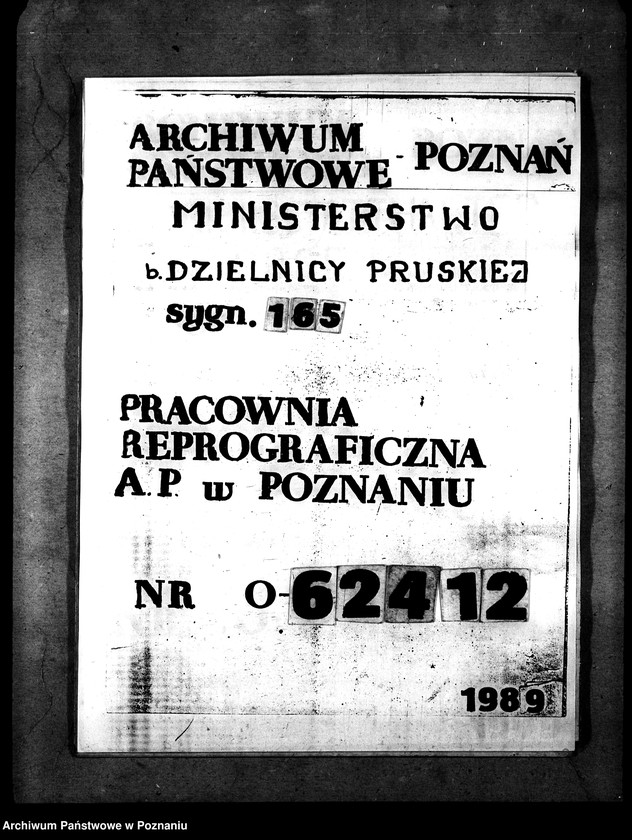 ARCHIWUM
PAŃSTWOWE - POZNAŃ
MINISTERSTWO
b. DZIELNICY PRUSKIEJ
sygn. 165
PRACOWNIA
REPROGRAFICZNA
A. P. w POZNANIU
NR O-62412
1989
Archiwum Państwowe w Poznaniu